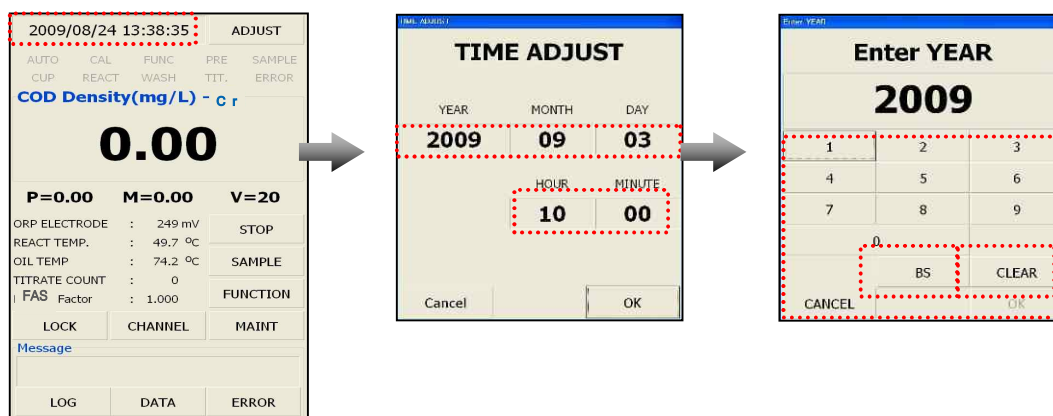 2009/08/24 13:38:35 ADJUST
AUTO CAL FUNC PRE SAMPLE
CUP REACT WASH TIT. ERROR
COD Density(mg/L) - Cr
0.00
P=0.00 M=0.00 V=20
ORP ELECTRODE : 249 mV
REACT TEMP. : 49.7 ºC
OIL TEMP : 74.2 ºC
TITRATE COUNT : 0
FAS Factor : 1.000
STOP
SAMPLE
FUNCTION
LOCK CHANNEL MAINT
Message
LOG DATA ERROR
TIME ADJUST
TIME ADJUST
YEAR MONTH DAY
2009 09 03
HOUR MINUTE
10 00
Cancel OK
Enter YEAR
Enter YEAR
2009
1 2 3
4 5 6
7 8 9
0
BS CLEAR
CANCEL OK